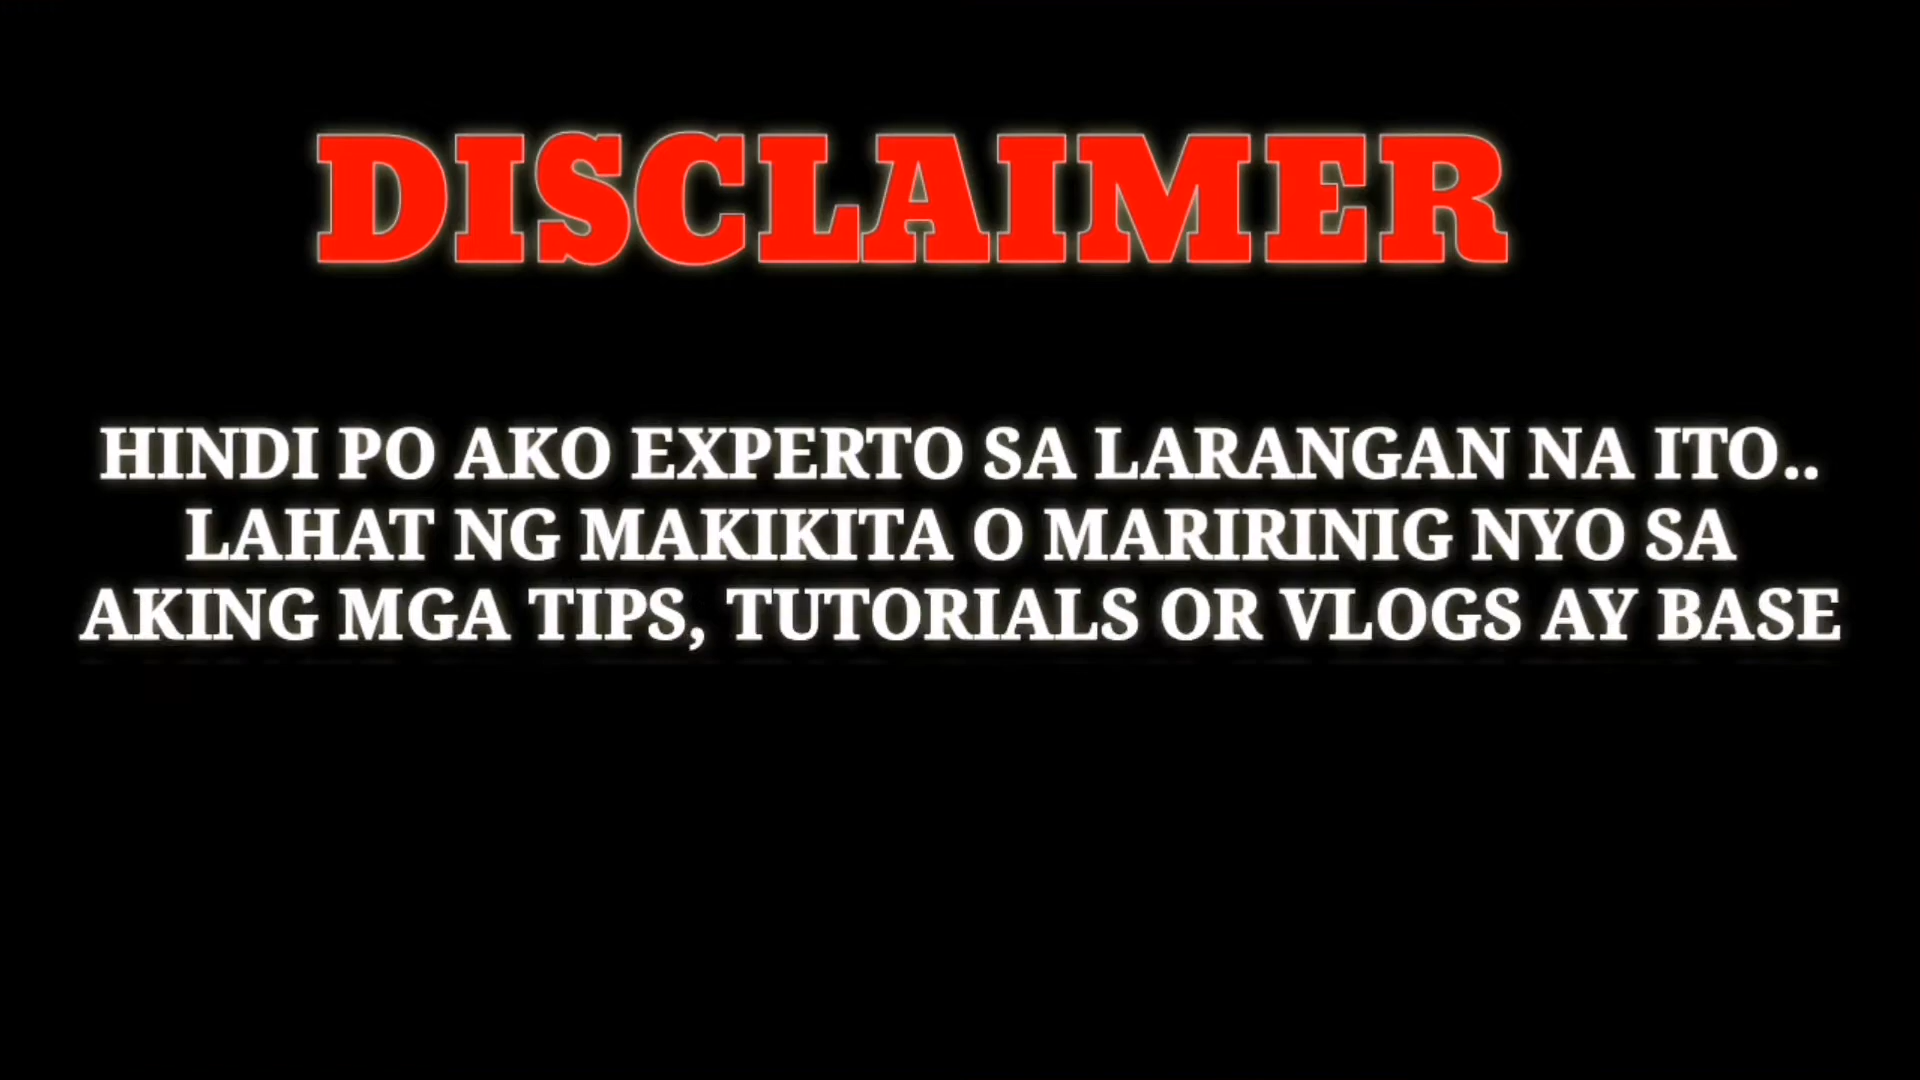 DISCLAIMER
HINDI PO AKO EXPERTO SA LARANGAN NA ITO..
LAHAT NG MAKIKITA O MARIRINIG NYO SA
AKING MGA TIPS, TUTORIALS OR VLOGS AY BASE